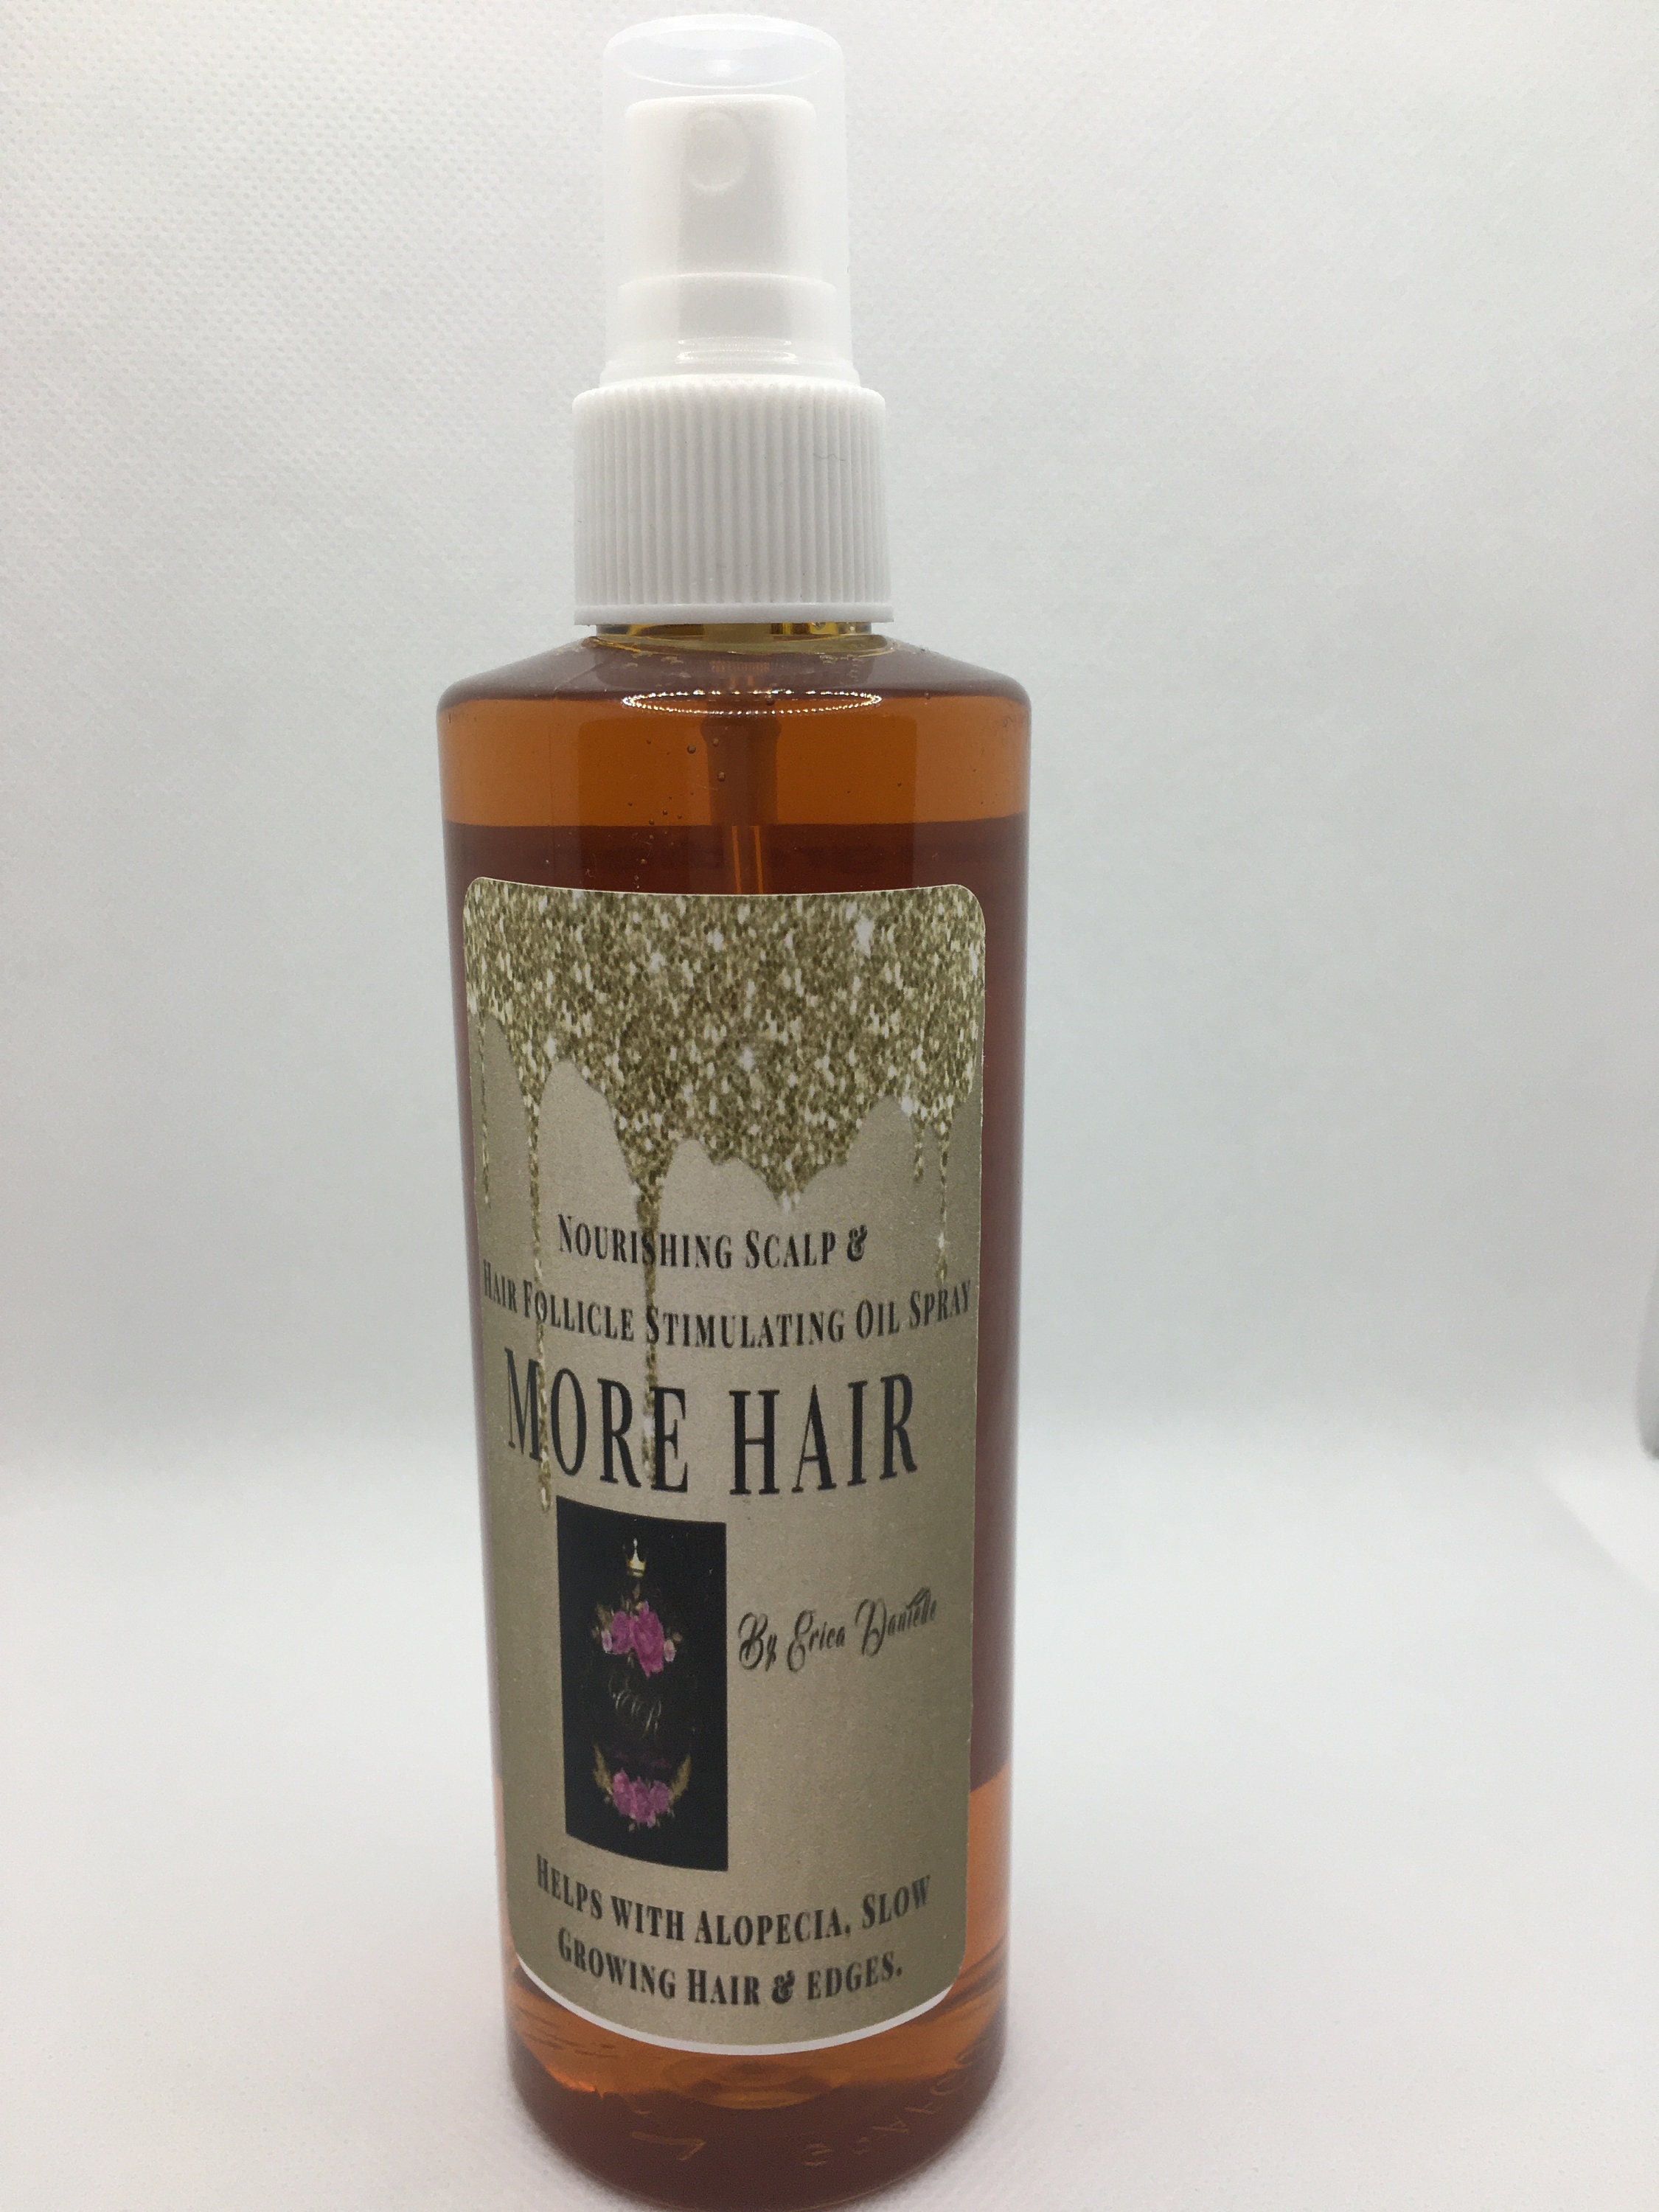 Nourishing Scalp &
Hair Follicle Stimulating Oil Spray
MORE HAIR
By Erica Danielle
Helps with Alopecia, Slow
Growing Hair & edges.